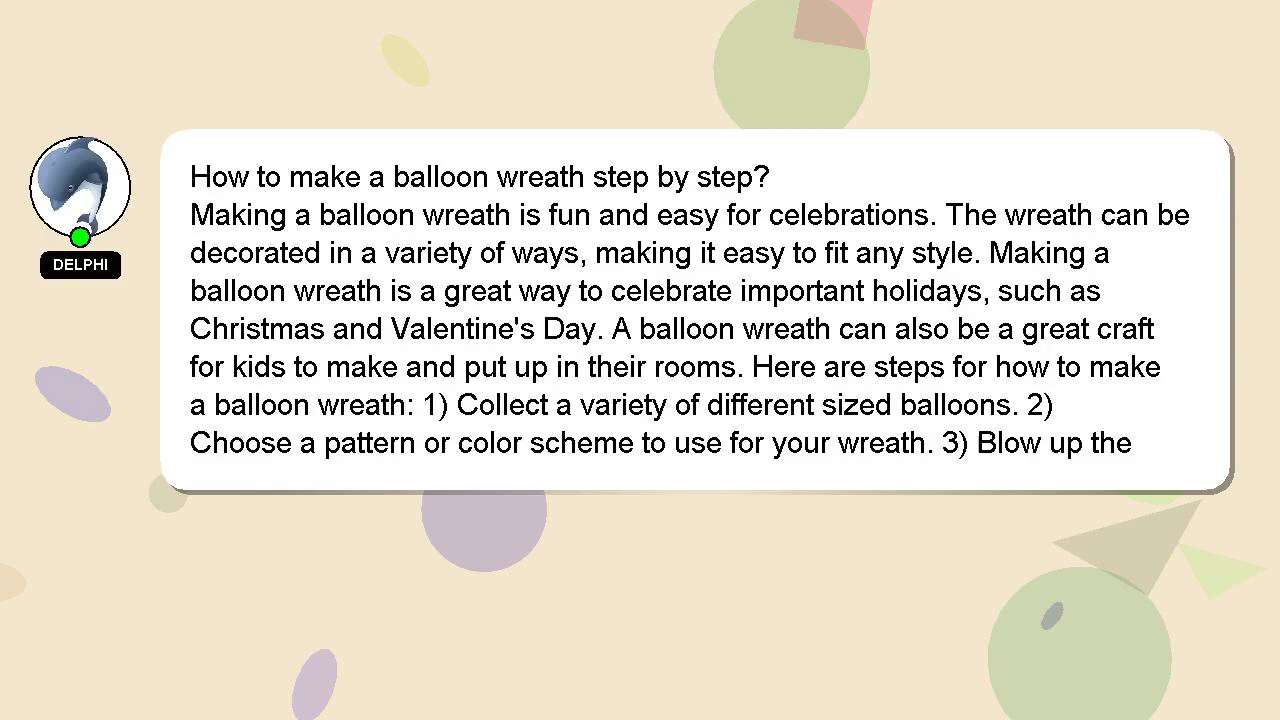 How to make a balloon wreath step by step?
Making a balloon wreath is fun and easy for celebrations. The wreath can be
decorated in a variety of ways, making it easy to fit any style. Making a
balloon wreath is a great way to celebrate important holidays, such as
Christmas and Valentine's Day. A balloon wreath can also be a great craft
for kids to make and put up in their rooms. Here are steps for how to make
a balloon wreath: 1) Collect a variety of different sized balloons. 2)
Choose a pattern or color scheme to use for your wreath. 3) Blow up the
DELPHI